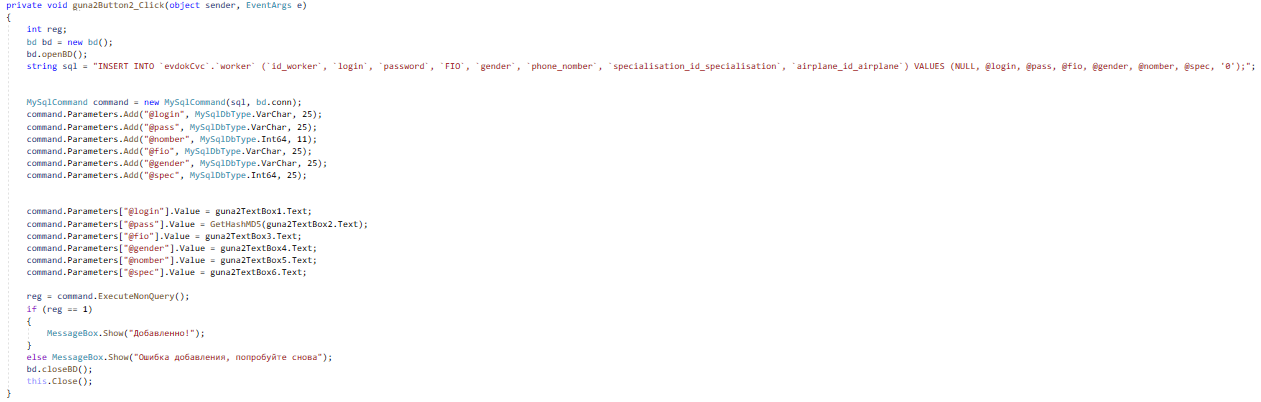 private void guna2Button2_Click(object sender, EventArgs e)
{
int reg;
bd bd = new bd();
bd.openBD();
string sql = "INSERT INTO `evdokCvc`.`worker` (`id_worker`, `login`, `password`, `FIO`, `gender`, `phone_nomber`, `specialisation_id_specialisation`, `airplane_id_airplane`) VALUES (NULL, @login, @pass, @fio, @gender, @nomber, @spec, '0');";
MySqlCommand command = new MySqlCommand(sql, bd.conn);
command.Parameters.Add("@login", MySqlDbType.VarChar, 25);
command.Parameters.Add("@pass", MySqlDbType.VarChar, 25);
command.Parameters.Add("@nomber", MySqlDbType.Int64, 11);
command.Parameters.Add("@fio", MySqlDbType.VarChar, 25);
command.Parameters.Add("@gender", MySqlDbType.VarChar, 25);
command.Parameters.Add("@spec", MySqlDbType.Int64, 25);
command.Parameters["@login"].Value = guna2TextBox1.Text;
command.Parameters["@pass"].Value = GetHashMD5(guna2TextBox2.Text);
command.Parameters["@fio"].Value = guna2TextBox3.Text;
command.Parameters["@gender"].Value = guna2TextBox4.Text;
command.Parameters["@nomber"].Value = guna2TextBox5.Text;
command.Parameters["@spec"].Value = guna2TextBox6.Text;
reg = command.ExecuteNonQuery();
if (reg == 1)
{
MessageBox.Show("Добавленно!");
}
else MessageBox.Show("Ошибка добавления, попробуйте снова");
bd.closeBD();
this.Close();
}